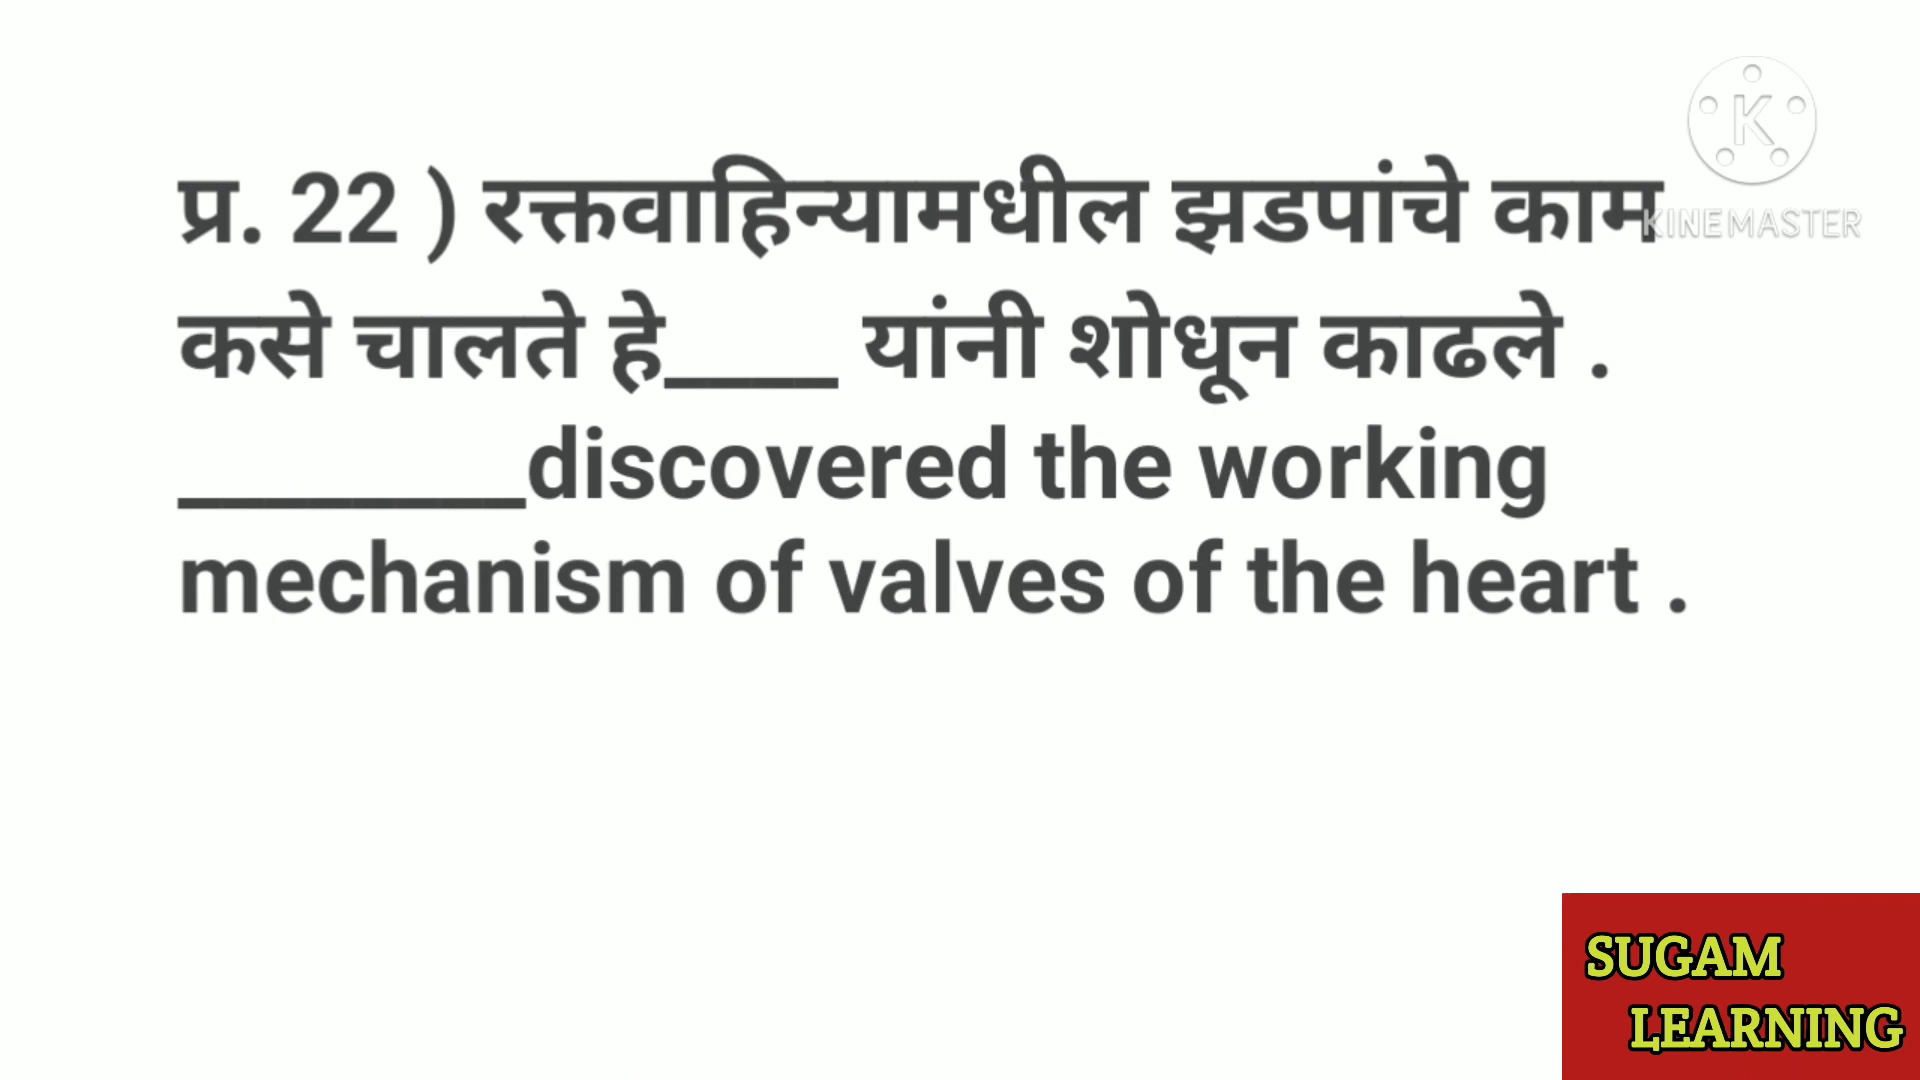 प्र. 22 ) रक्तवाहिन्यामधील झडपांचे काम
कसे चालते हे____ यांनी शोधून काढले .
________discovered the working
mechanism of valves of the heart .
K
KINEMASTER
SUGAM
LEARNING